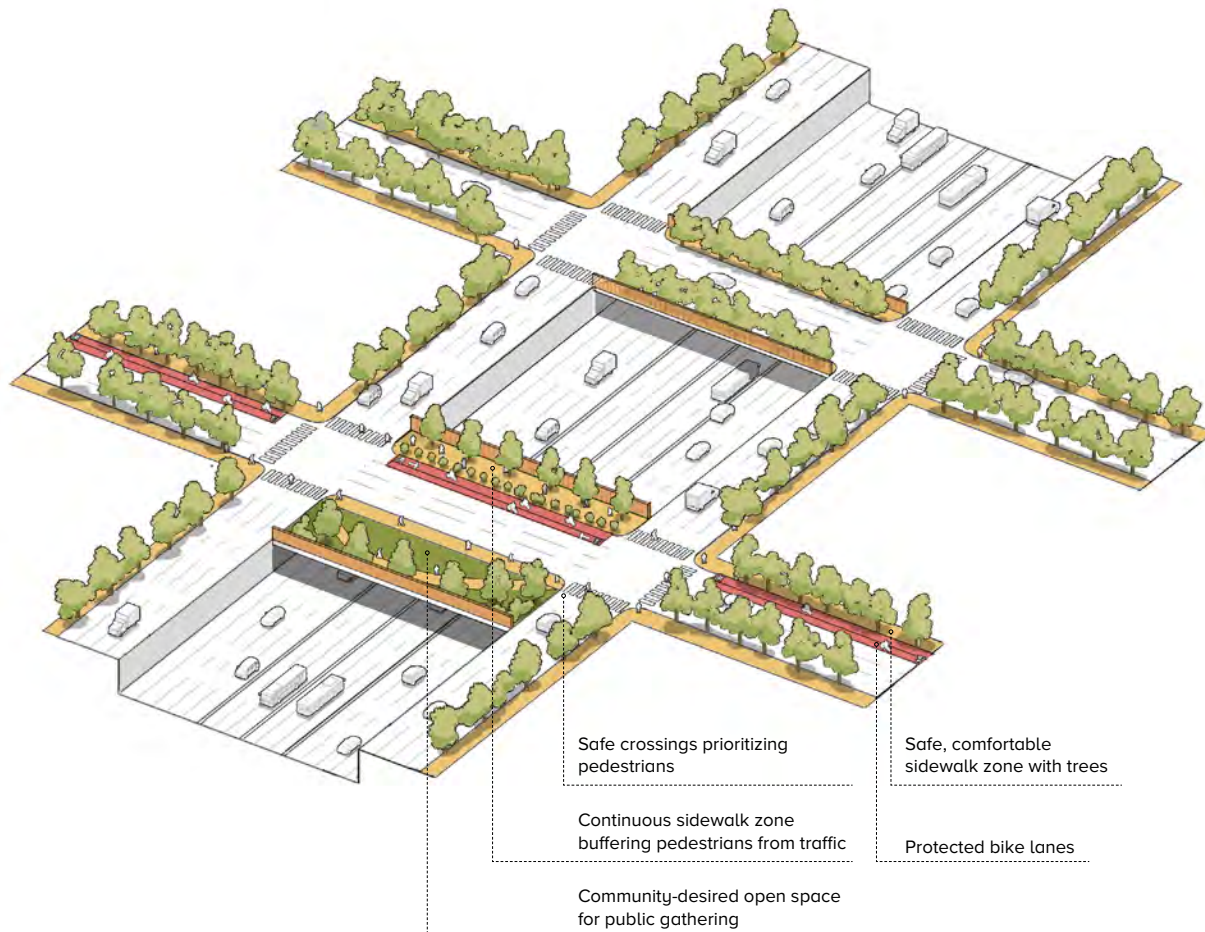 Safe crossings prioritizing
pedestrians
Continuous sidewalk zone
buffering pedestrians from traffic
Community-desired open space
for public gathering
Safe, comfortable
sidewalk zone with trees
Protected bike lanes